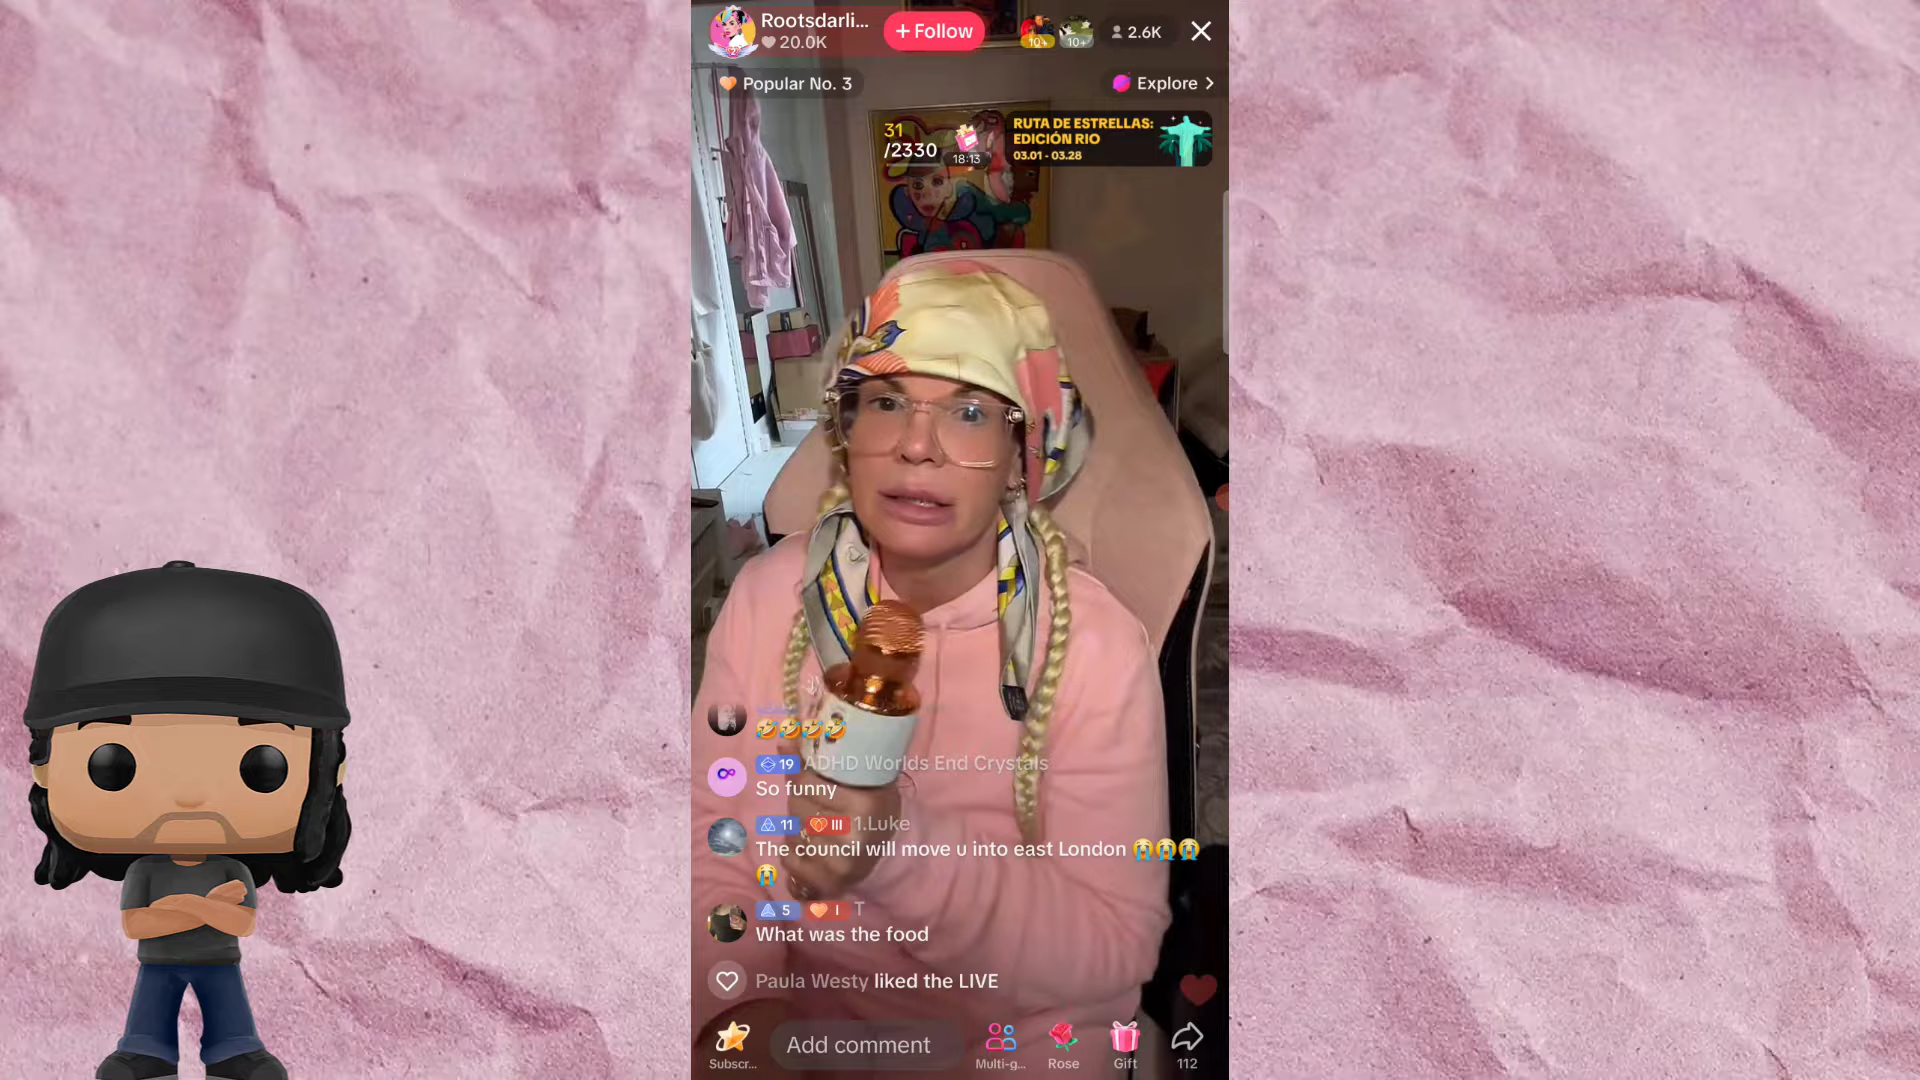 Rootsdarli...
20.0K
+ Follow
10+
10+
2.6K
Popular No. 3
Explore >
31
/2330
18:13
RUTA DE ESTRELLAS:
EDICIÓN RIO
03.01 - 03.28
🤣🤣🤣🤣
19 ADHD Worlds End Crystals
So funny
11 III 1.Luke
The council will move u into east London 😭😭😭
😭
5 I T
What was the food
Paula Westy liked the LIVE
Subscr...
Add comment
Multi-g...
Rose
Gift
112